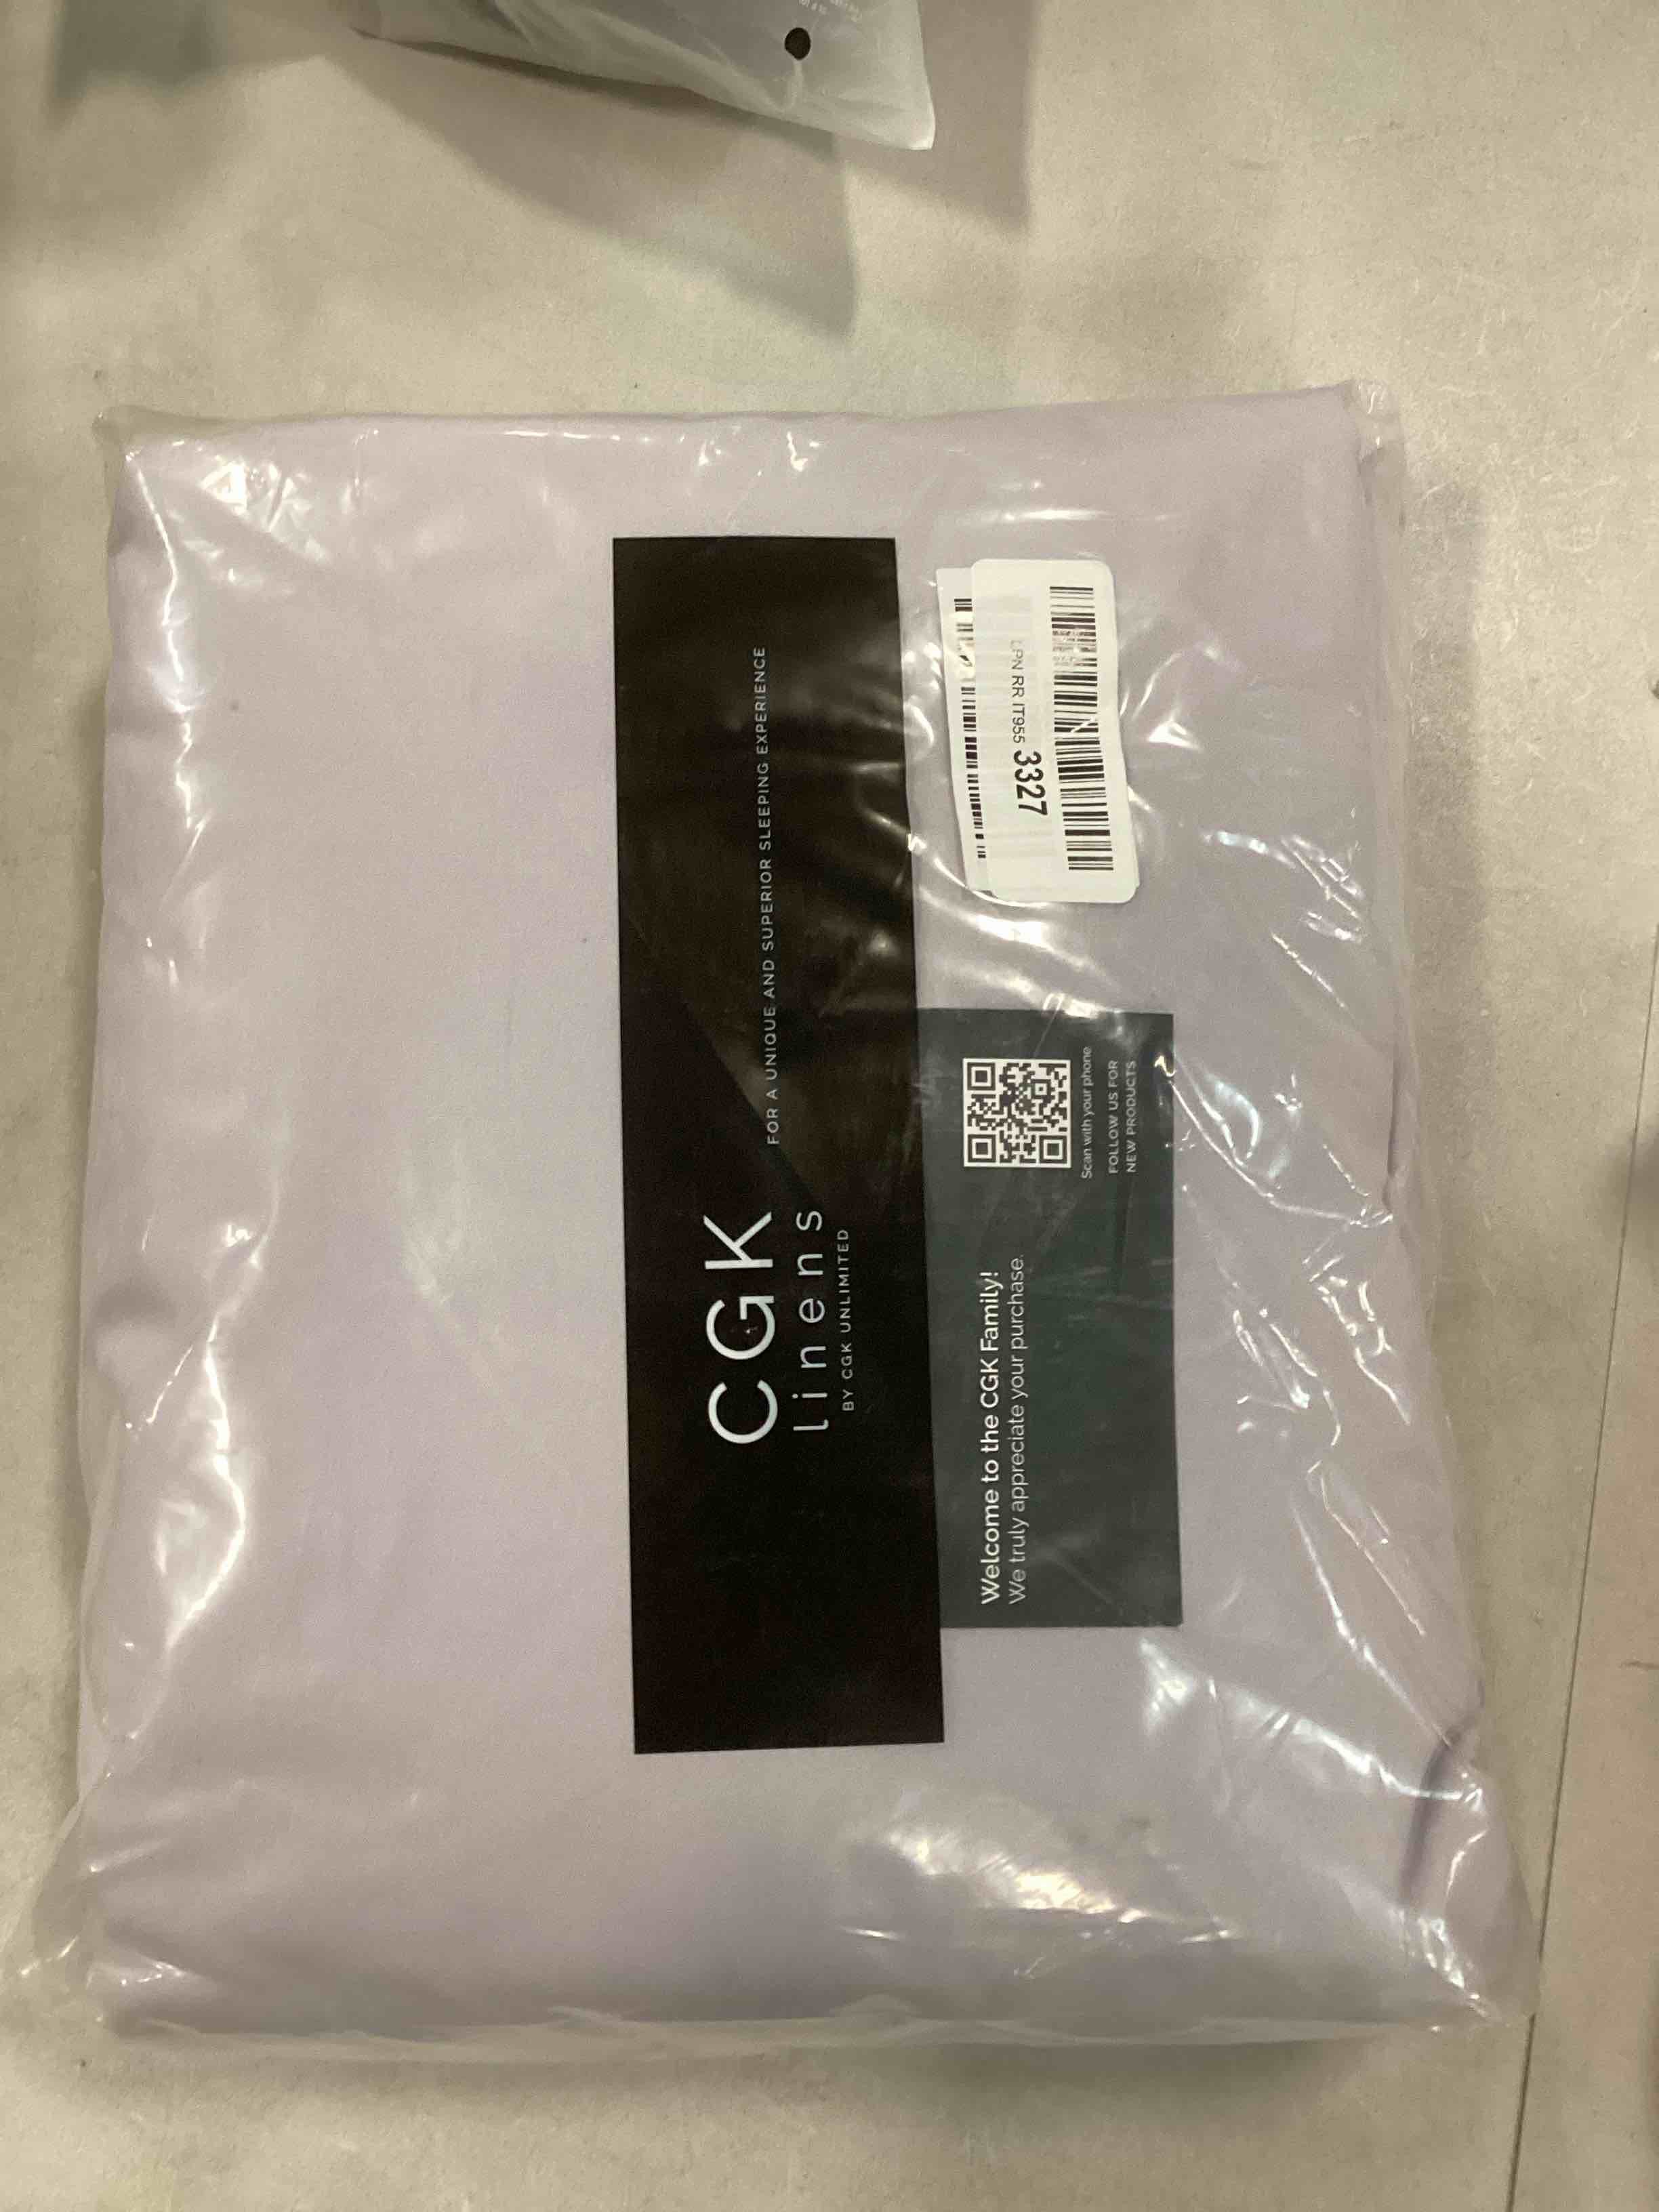 CGK
linens
BY CGK UNLIMITED
FOR A UNIQUE AND SUPERIOR SLEEPING EXPERIENCE
Welcome to the CGK Family!
We truly appreciate your purchase.
Scan with your phone
FOLLOW US FOR
NEW PRODUCTS
LPN RR IT955 3327